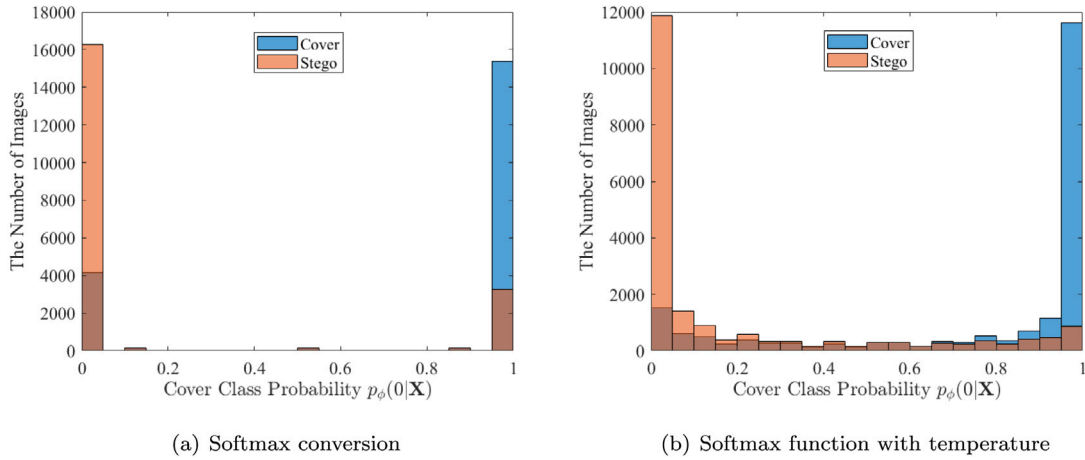 18000
16000
14000
12000
10000
8000
6000
4000
2000
0
The Number of Images
Cover
Stego
0 0.2 0.4 0.6 0.8 1
Cover Class Probability pϕ(0|X)
(a) Softmax conversion
12000
10000
8000
6000
4000
2000
0
The Number of Images
Cover
Stego
0 0.2 0.4 0.6 0.8 1
Cover Class Probability pϕ(0|X)
(b) Softmax function with temperature